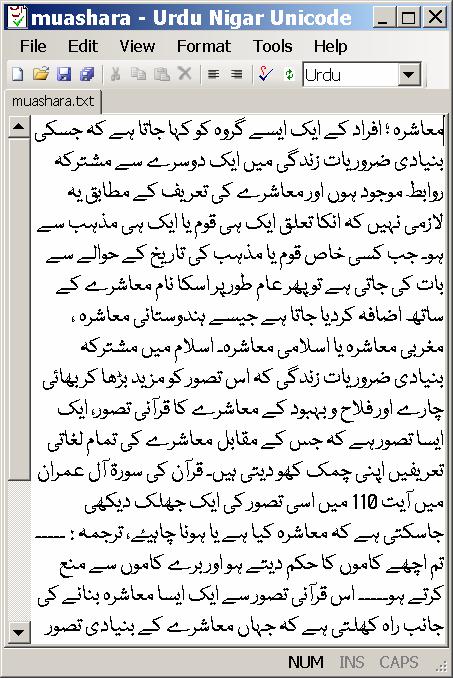 muashara - Urdu Nigar Unicode
File Edit View Format Tools Help
Urdu
muashara.txt
معاشرہ ؛ افراد کے ایک ایسے گروہ کو کہا جاتا ہے کہ جسکی
بنیادی ضروریات زندگی میں ایک دوسرے سے مشترکہ
روابط موجود ہوں اور معاشرے کی تعریف کے مطابق یہ
لازمی نہیں کہ انکا تعلق ایک ہی قوم یا ایک ہی مذہب سے
ہو۔ جب کسی خاص قوم یا مذہب کی تاریخ کے حوالے سے
بات کی جاتی ہے تو پھر عام طور پر اسکا نام معاشرے کے
ساتھ اضافہ کردیا جاتا ہے جیسے ہندوستانی معاشرہ ،
مغربی معاشرہ یا اسلامی معاشرہ۔ اسلام میں مشترکہ
بنیادی ضروریات زندگی کہ اس تصور کو مزید بڑھا کر بھائی
چارے اور فلاح و بہبود کے معاشرے کا قرآنی تصور، ایک
ایسا تصور ہے کہ جس کے مقابل معاشرے کی تمام لغاتی
تعریفیں اپنی چمک کھو دیتی ہیں۔ قرآن کی سورۃ آل عمران
میں آیت 110 میں اسی تصور کی ایک جھلک دیکھی
جاسکتی ہے کہ معاشرہ کیا ہے یا ہونا چاہیئے، ترجمہ : ۔۔۔۔۔
تم اچھے کاموں کا حکم دیتے ہو اور برے کاموں سے منع
کرتے ہو۔۔۔۔۔ اس قرآنی تصور سے ایک ایسا معاشرہ بنانے کی
جانب راہ کھلتی ہے کہ جہاں معاشرے کے بنیادی تصور
NUM INS CAPS